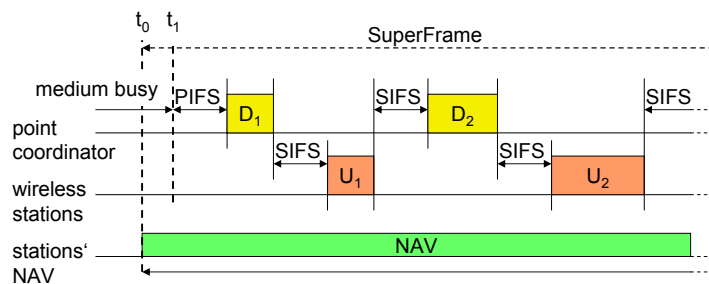 t₀ t₁
SuperFrame
medium busy
PIFS
D₁
SIFS
D₂
SIFS
point
coordinator
SIFS
U₁
SIFS
U₂
wireless
stations
stations‘
NAV
NAV